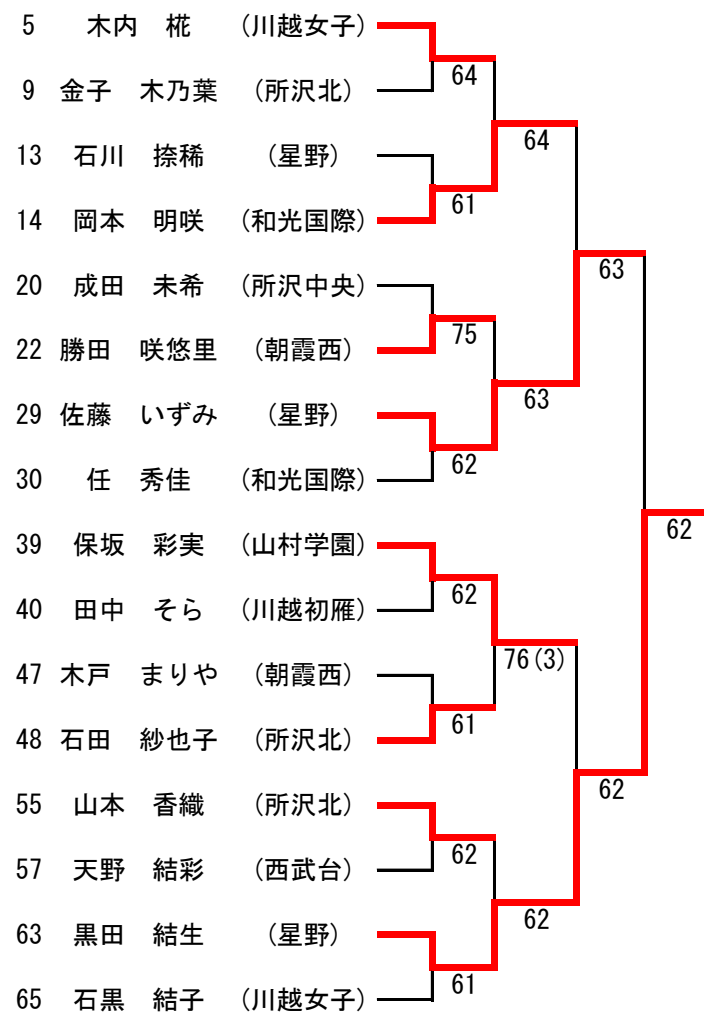 5 木内 椛 (川越女子)
64
9 金子 木乃葉 (所沢北)
64
13 石川 捺稀 (星野)
61
14 岡本 明咲 (和光国際)
63
20 成田 未希 (所沢中央)
75
22 勝田 咲悠里 (朝霞西)
63
29 佐藤 いずみ (星野)
62
30 任 秀佳 (和光国際)
62
39 保坂 彩実 (山村学園)
62
40 田中 そら (川越初雁)
76(3)
47 木戸 まりや (朝霞西)
61
48 石田 紗也子 (所沢北)
62
55 山本 香織 (所沢北)
62
57 天野 結彩 (西武台)
62
63 黒田 結生 (星野)
61
65 石黒 結子 (川越女子)